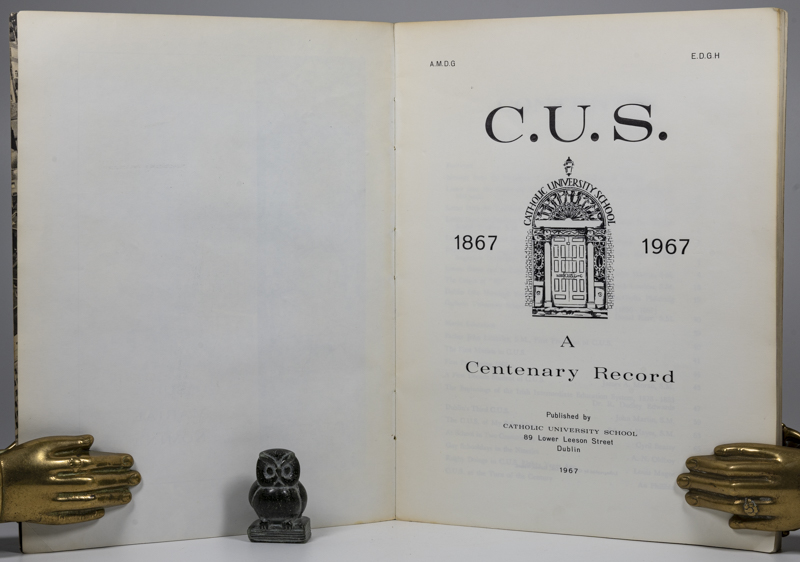 A.M.D.G
E.D.G.H
C.U.S.
CATHOLIC UNIVERSITY SCHOOL
1867
1967
A
Centenary Record
Published by
CATHOLIC UNIVERSITY SCHOOL
89 Lower Leeson Street
Dublin
1967